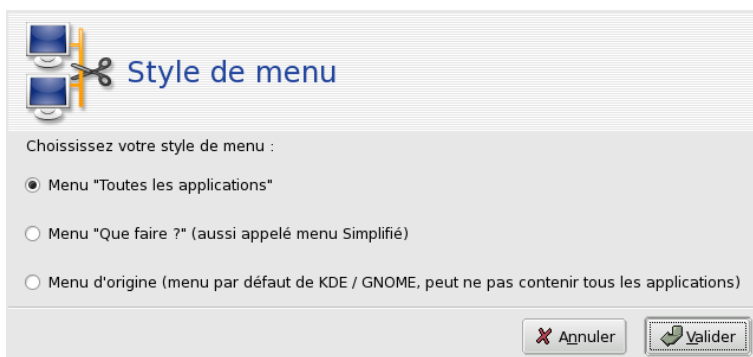 Style de menu
Choississez votre style de menu :
Menu "Toutes les applications"
Menu "Que faire ?" (aussi appelé menu Simplifié)
Menu d'origine (menu par défaut de KDE / GNOME, peut ne pas contenir tous les applications)
Annuler
Valider